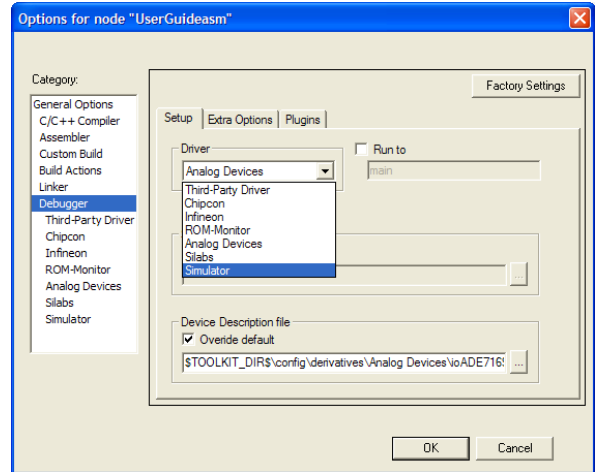 Options for node "UserGuideasm"
Category:
Factory Settings
General Options
C/C++ Compiler
Assembler
Custom Build
Build Actions
Linker
Debugger
Third-Party Driver
Chipcon
Infineon
ROM-Monitor
Analog Devices
Silabs
Simulator
Setup
Extra Options
Plugins
Driver
Analog Devices
Third-Party Driver
Chipcon
Infineon
ROM-Monitor
Analog Devices
Silabs
Simulator
Run to
main
...
Device Description file
Overide default
$TOOLKIT_DIR$\config\derivatives\Analog Devices\ioADE716
...
OK
Cancel